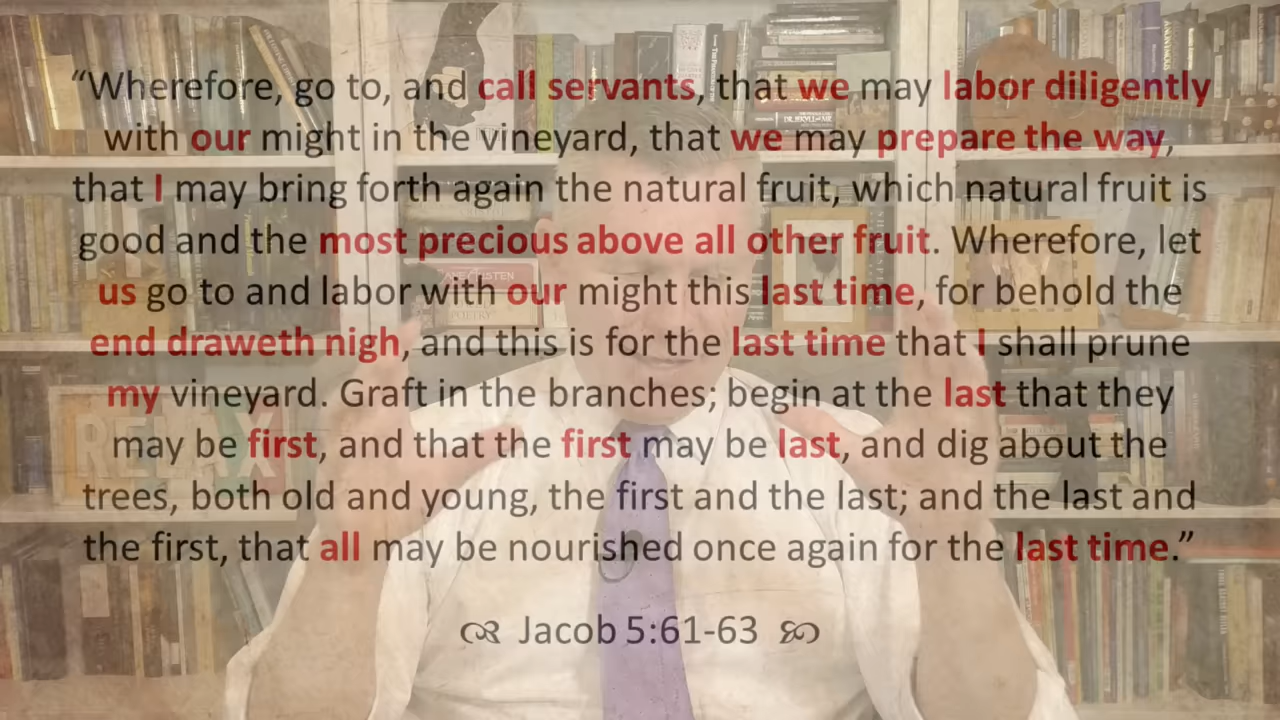 “Wherefore, go to, and call servants, that we may labor diligently
with our might in the vineyard, that we may prepare the way,
that I may bring forth again the natural fruit, which natural fruit is
good and the most precious above all other fruit. Wherefore, let
us go to and labor with our might this last time, for behold the
end draweth nigh, and this is for the last time that I shall prune
my vineyard. Graft in the branches; begin at the last that they
may be first, and that the first may be last, and dig about the
trees, both old and young, the first and the last; and the last and
the first, that all may be nourished once again for the last time.”
Jacob 5:61-63
RELAX